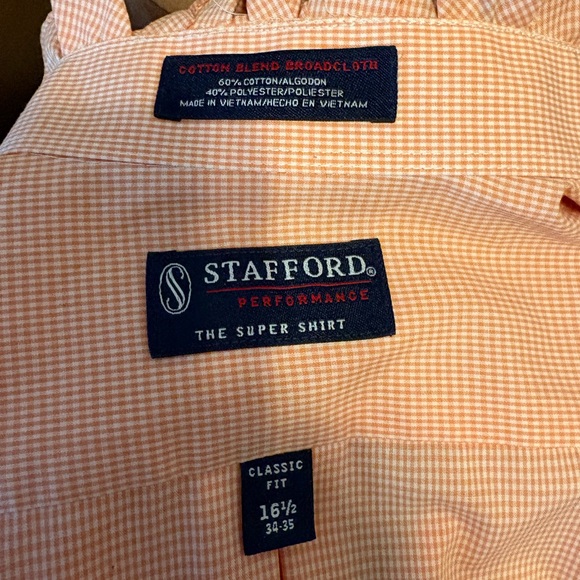 COTTON BLEND BROADCLOTH
60% COTTON/ALGODON
40% POLYESTER/POLIESTER
MADE IN VIETNAM/HECHO EN VIETNAM
S STAFFORD®
PERFORMANCE
THE SUPER SHIRT
CLASSIC
FIT
16½
34-35